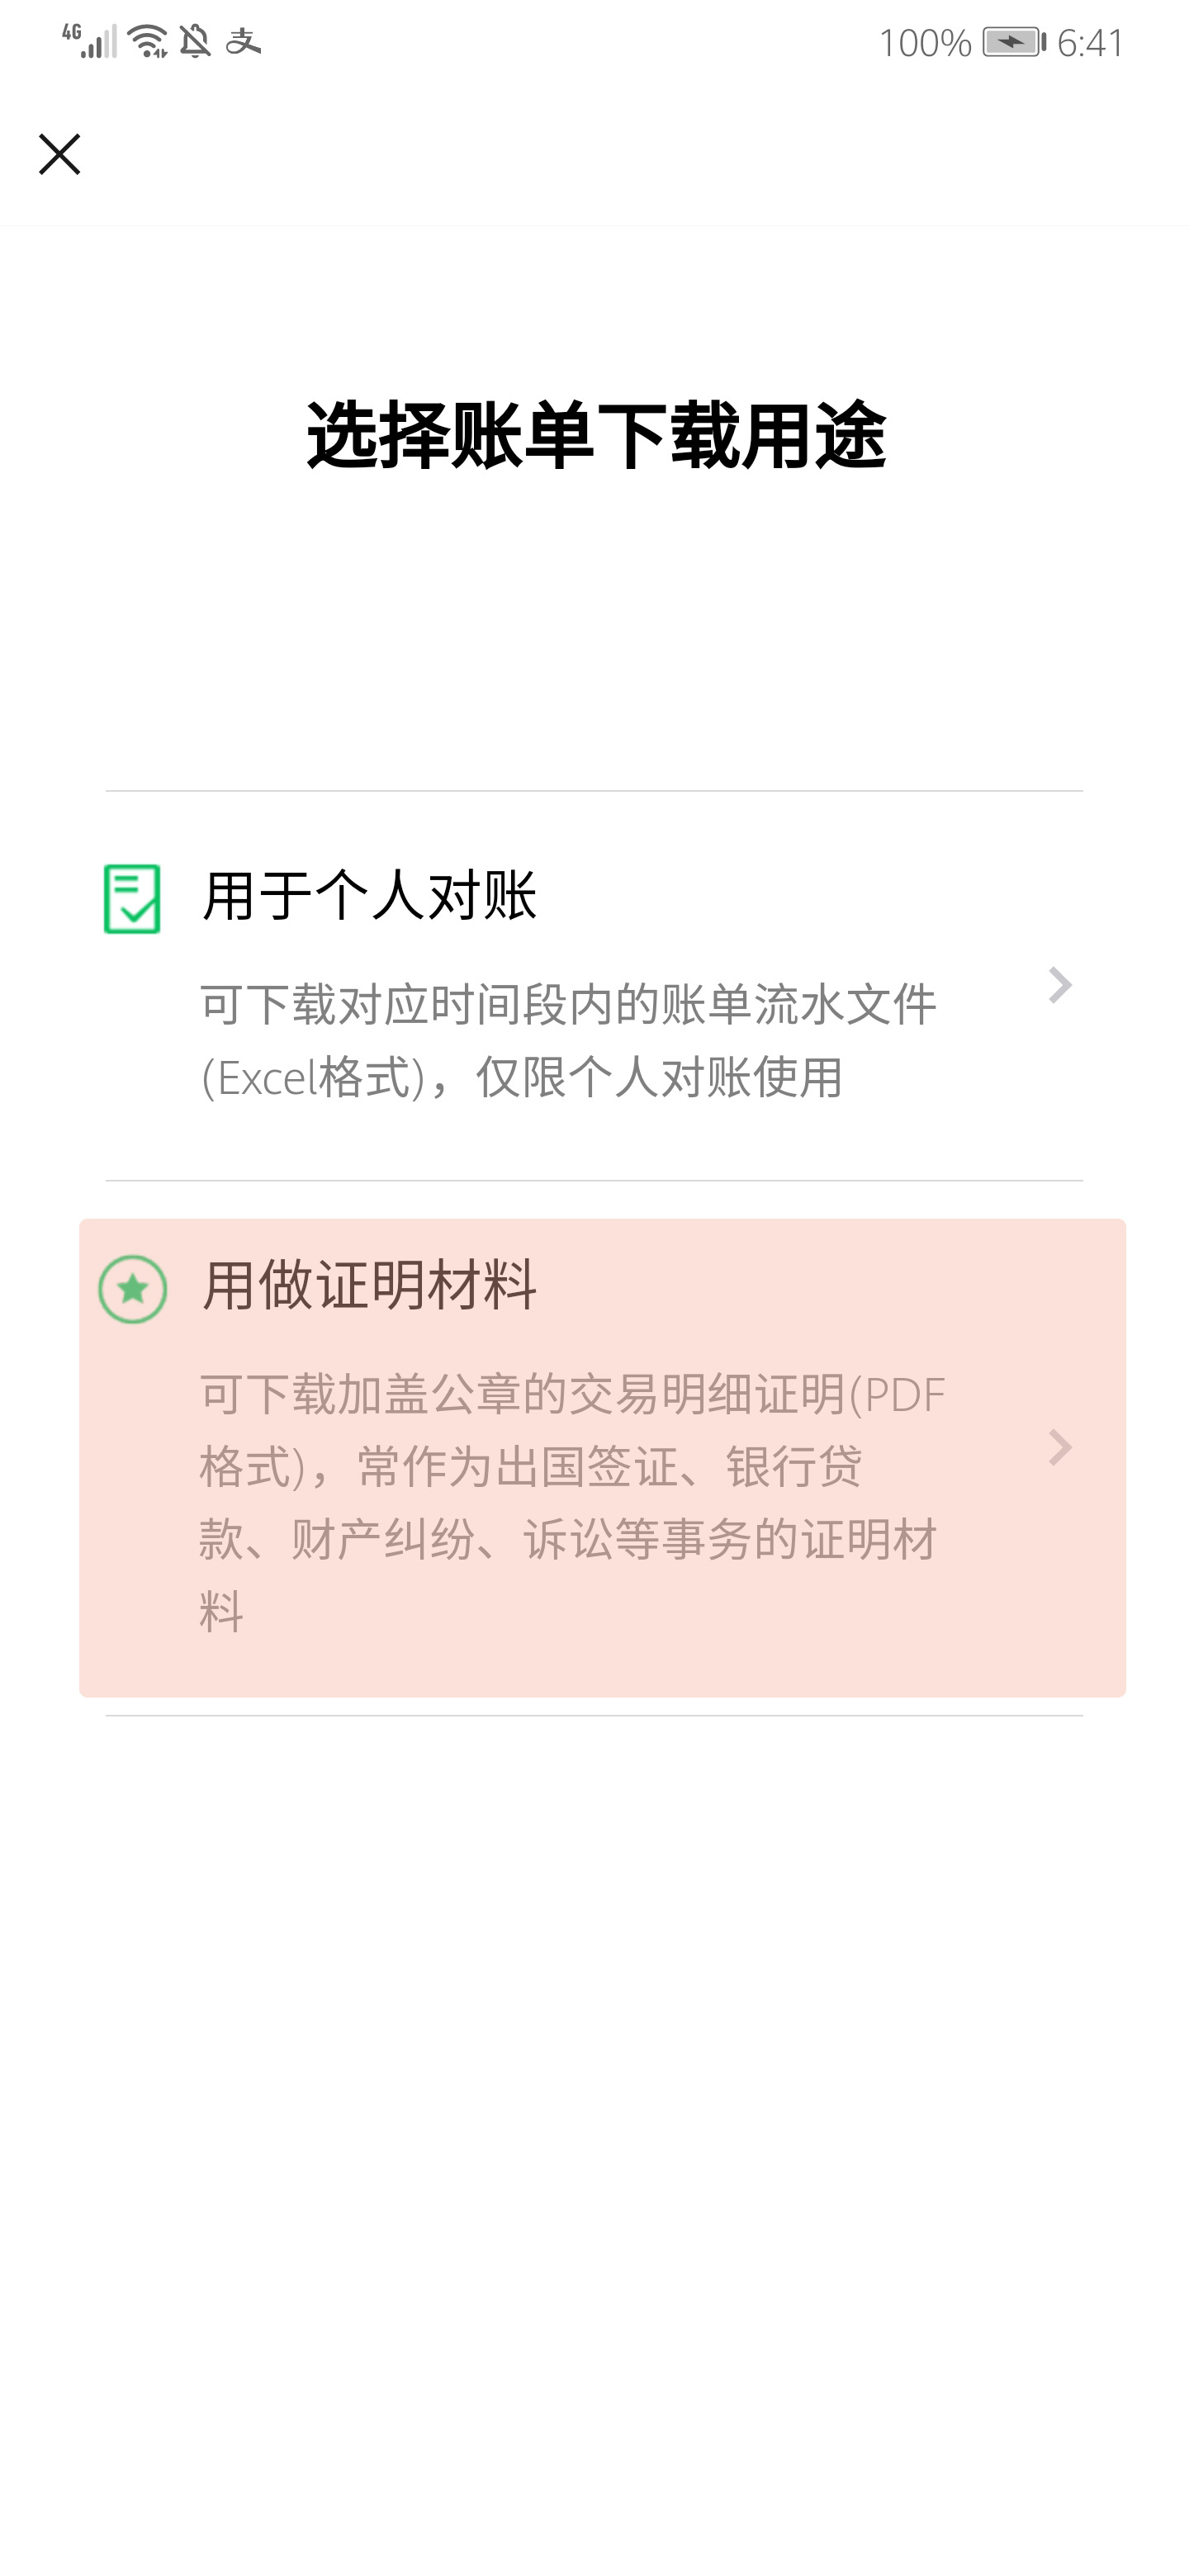 4G 支 100% 6:41
选择账单下载用途
用于个人对账
可下载对应时间段内的账单流水文件
(Excel格式)，仅限个人对账使用
用做证明材料
可下载加盖公章的交易明细证明(PDF
格式)，常作为出国签证、银行贷
款、财产纠纷、诉讼等事务的证明材
料